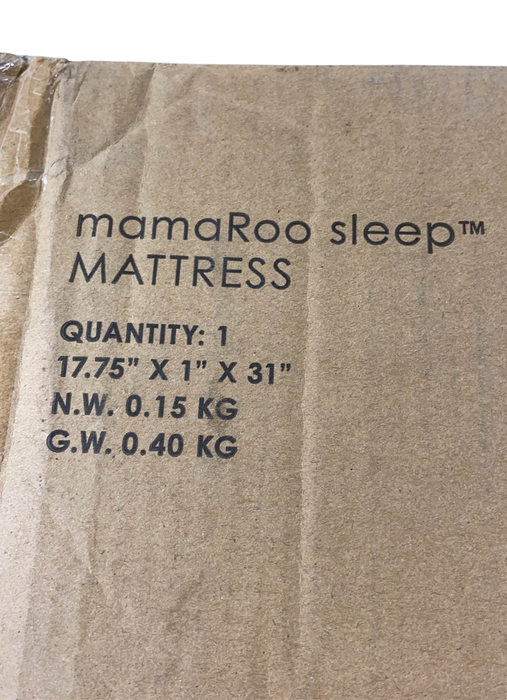 mamaRoo sleep™
MATTRESS
QUANTITY: 1
17.75” X 1” X 31”
N.W. 0.15 KG
G.W. 0.40 KG